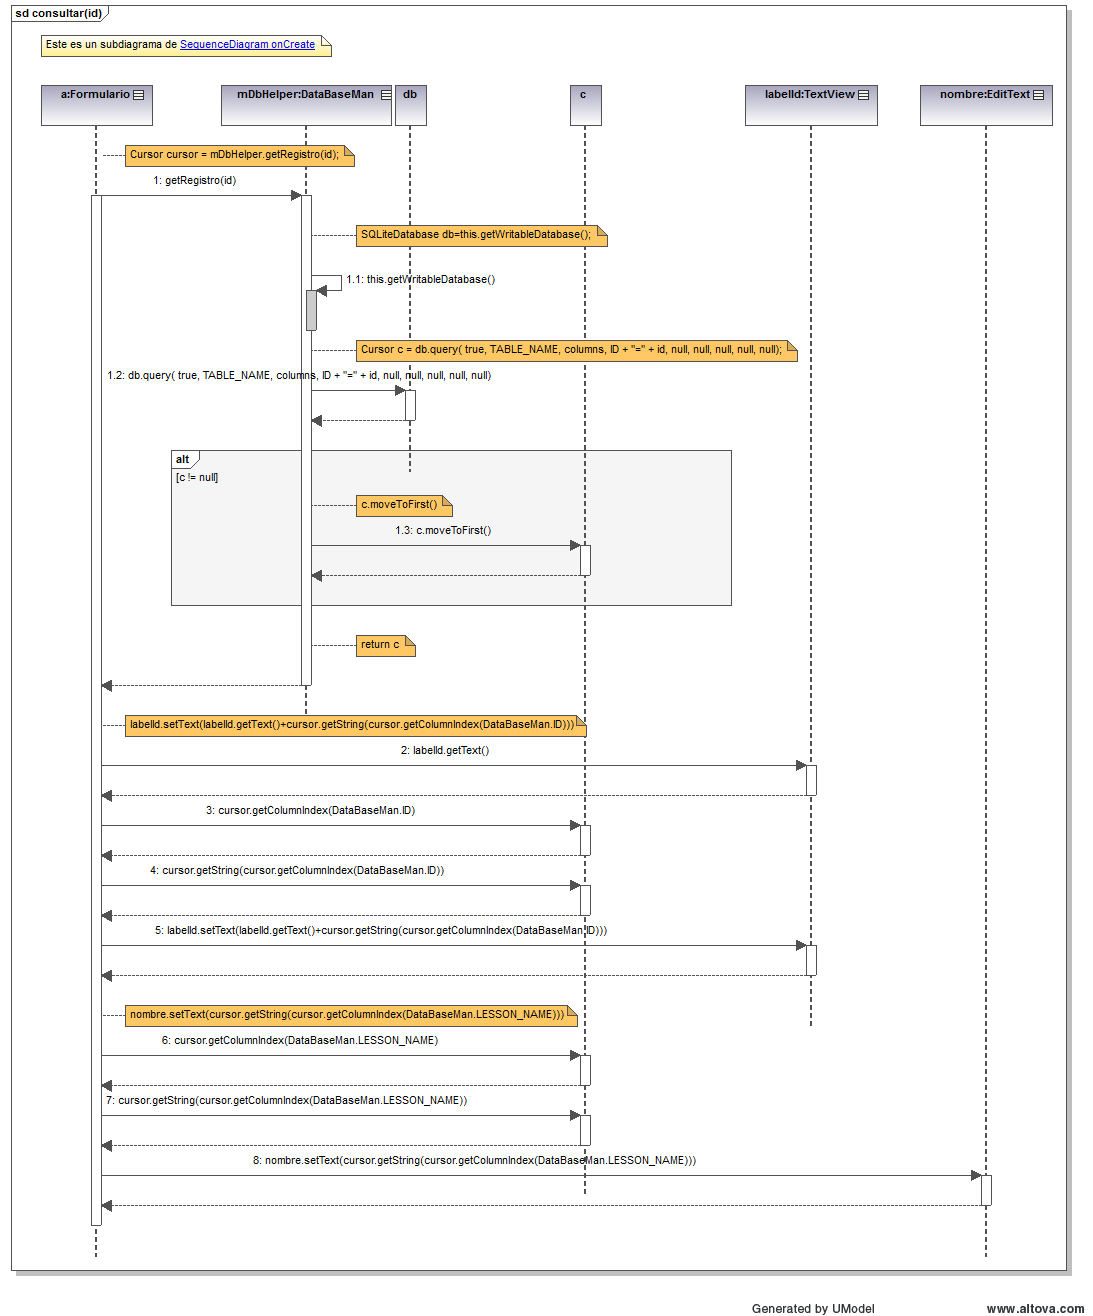 sd consultar(id)
Este es un subdiagrama de SequenceDiagram onCreate
a:Formulario
mDbHelper:DataBaseMan
db
c
labelId:TextView
nombre:EditText
Cursor cursor = mDbHelper.getRegistro(id);
1: getRegistro(id)
SQLiteDatabase db=this.getWritableDatabase();
1.1: this.getWritableDatabase()
Cursor c = db.query( true, TABLE_NAME, columns, ID + "=" + id, null, null, null, null, null);
1.2: db.query( true, TABLE_NAME, columns, ID + "=" + id, null, null, null, null, null)
alt
[c != null]
c.moveToFirst()
1.3: c.moveToFirst()
return c
labelId.setText(labelId.getText()+cursor.getString(cursor.getColumnIndex(DataBaseMan.ID)))
2: labelId.getText()
3: cursor.getColumnIndex(DataBaseMan.ID)
4: cursor.getString(cursor.getColumnIndex(DataBaseMan.ID))
5: labelId.setText(labelId.getText()+cursor.getString(cursor.getColumnIndex(DataBaseMan.ID)))
nombre.setText(cursor.getString(cursor.getColumnIndex(DataBaseMan.LESSON_NAME)))
6: cursor.getColumnIndex(DataBaseMan.LESSON_NAME)
7: cursor.getString(cursor.getColumnIndex(DataBaseMan.LESSON_NAME))
8: nombre.setText(cursor.getString(cursor.getColumnIndex(DataBaseMan.LESSON_NAME)))
Generated by UModel
www.altova.com